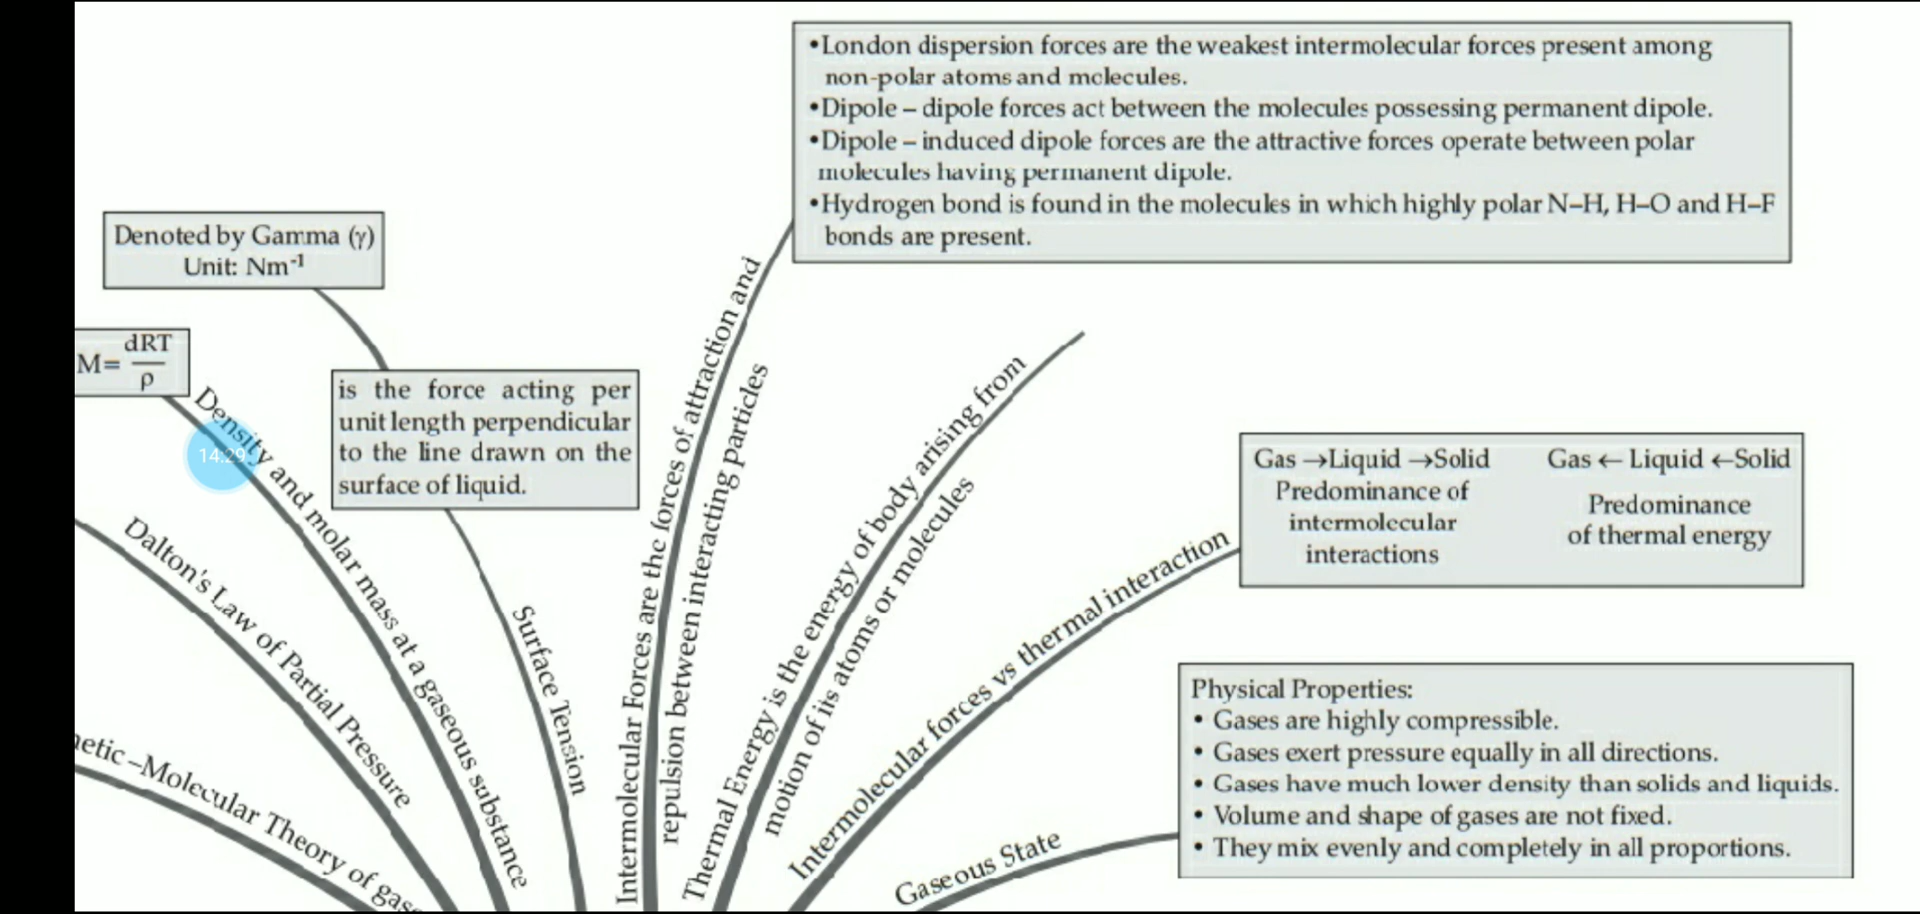 •London dispersion forces are the weakest intermolecular forces present among
non-polar atoms and molecules.
•Dipole – dipole forces act between the molecules possessing permanent dipole.
•Dipole – induced dipole forces are the attractive forces operate between polar
molecules having permanent dipole.
•Hydrogen bond is found in the molecules in which highly polar N–H, H–O and H–F
bonds are present.
Denoted by Gamma (γ)
Unit: Nm⁻¹
M= dRT/ρ
is the force acting per
unit length perpendicular
to the line drawn on the
surface of liquid.
14:29
Density and molar mass at a gaseous substance
Dalton's Law of Partial Pressure
netic –Molecular Theory of gas
Surface Tension
Intermolecular Forces are the forces of attraction and
repulsion between interacting particles
Thermal Energy is the energy of body arising from
motion of its atoms or molecules
Intermolecular forces vs thermal interaction
Gas →Liquid →Solid
Predominance of
intermolecular
interactions
Gas ← Liquid ←Solid
Predominance
of thermal energy
Gaseous State
Physical Properties:
• Gases are highly compressible.
• Gases exert pressure equally in all directions.
• Gases have much lower density than solids and liquids.
• Volume and shape of gases are not fixed.
• They mix evenly and completely in all proportions.